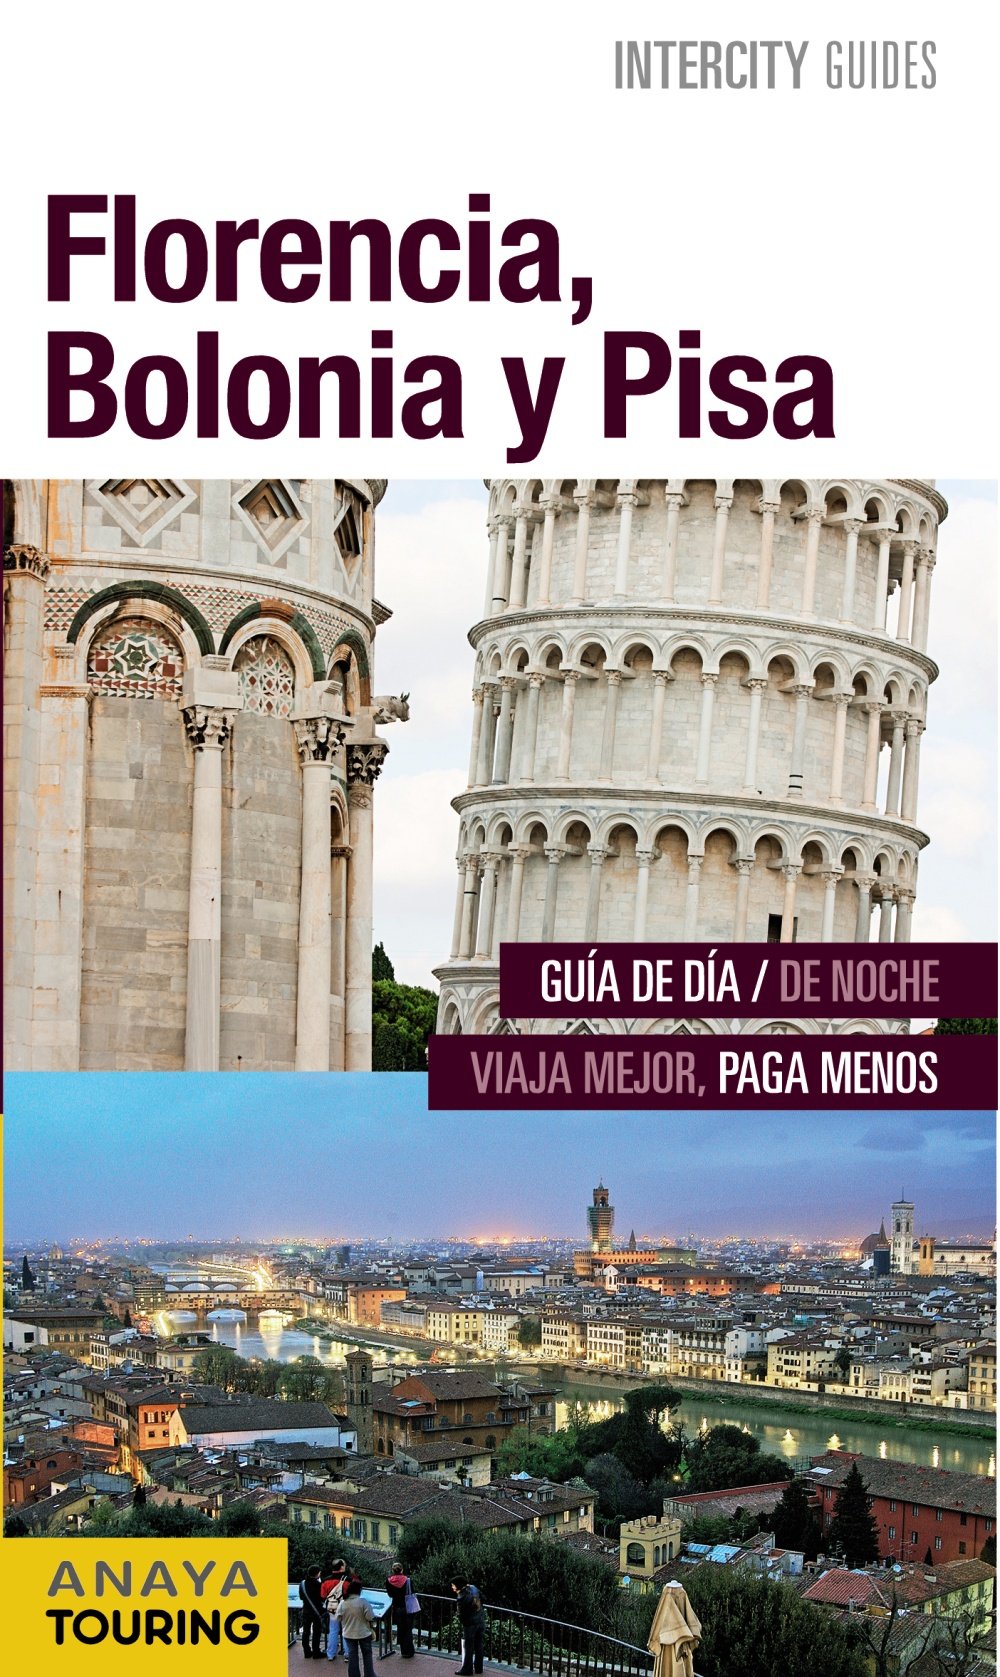 INTERCITY GUIDES
Florencia,
Bolonia y Pisa
GUÍA DE DÍA / DE NOCHE
VIAJA MEJOR, PAGA MENOS
ANAYA
TOURING